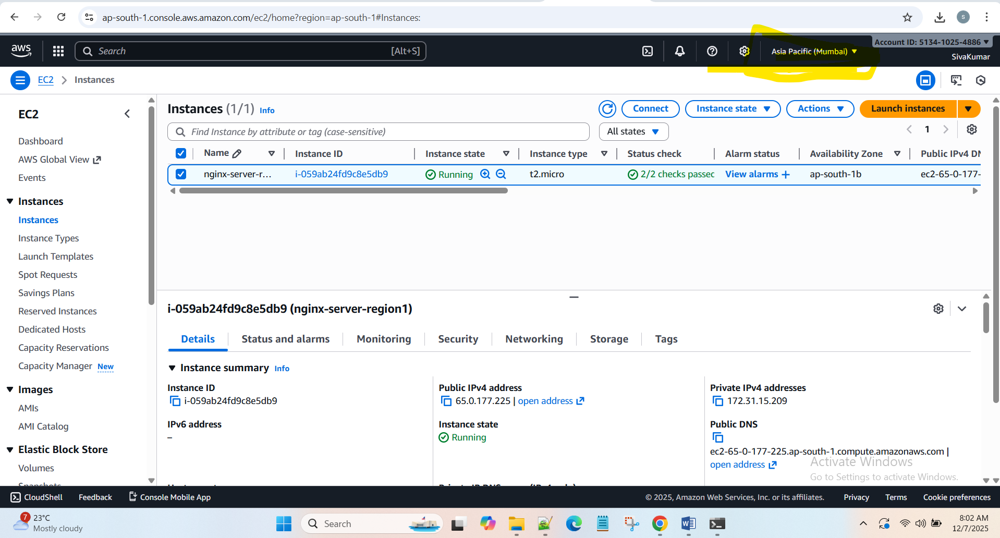 ap-south-1.console.aws.amazon.com/ec2/home?region=ap-south-1#Instances:
S
aws
Search
[Alt+S]
Asia Pacific (Mumbai)
Account ID: 5134-1025-4886
SivaKumar
EC2
Instances
EC2
Dashboard
AWS Global View
Events
Instances
Instances
Instance Types
Launch Templates
Spot Requests
Savings Plans
Reserved Instances
Dedicated Hosts
Capacity Reservations
Capacity Manager New
Images
AMIs
AMI Catalog
Elastic Block Store
Volumes
Snapshots
Instances (1/1) Info
Connect
Instance state
Actions
Launch instances
Find Instance by attribute or tag (case-sensitive)
All states
1
Name Instance ID Instance state Instance type Status check Alarm status Availability Zone Public IPv4 DN
nginx-server-r... i-059ab24fd9c8e5db9 Running t2.micro 2/2 checks passec View alarms + ap-south-1b ec2-65-0-177-
i-059ab24fd9c8e5db9 (nginx-server-region1)
Details Status and alarms Monitoring Security Networking Storage Tags
Instance summary Info
Instance ID
i-059ab24fd9c8e5db9
IPv6 address
–
Public IPv4 address
65.0.177.225 | open address
Instance state
Running
Private IPv4 addresses
172.31.15.209
Public DNS
ec2-65-0-177-225.ap-south-1.compute.amazonaws.com |
open address
Activate Windows
Go to Settings to activate Windows.
CloudShell Feedback Console Mobile App
© 2025, Amazon Web Services, Inc. or its affiliates. Privacy Terms Cookie preferences
7
23°C
Mostly cloudy
Search
8:02 AM
12/7/2025